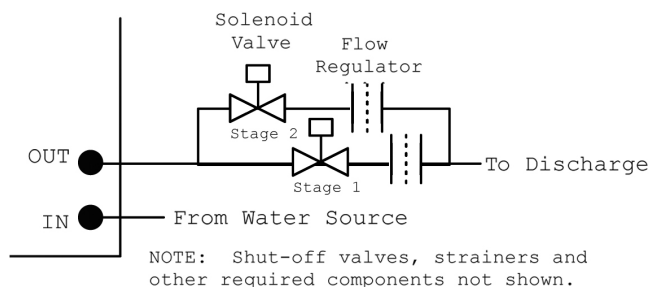 Solenoid
Valve
Flow
Regulator
Stage 2
OUT
To Discharge
Stage 1
IN
From Water Source
NOTE: Shut-off valves, strainers and
other required components not shown.